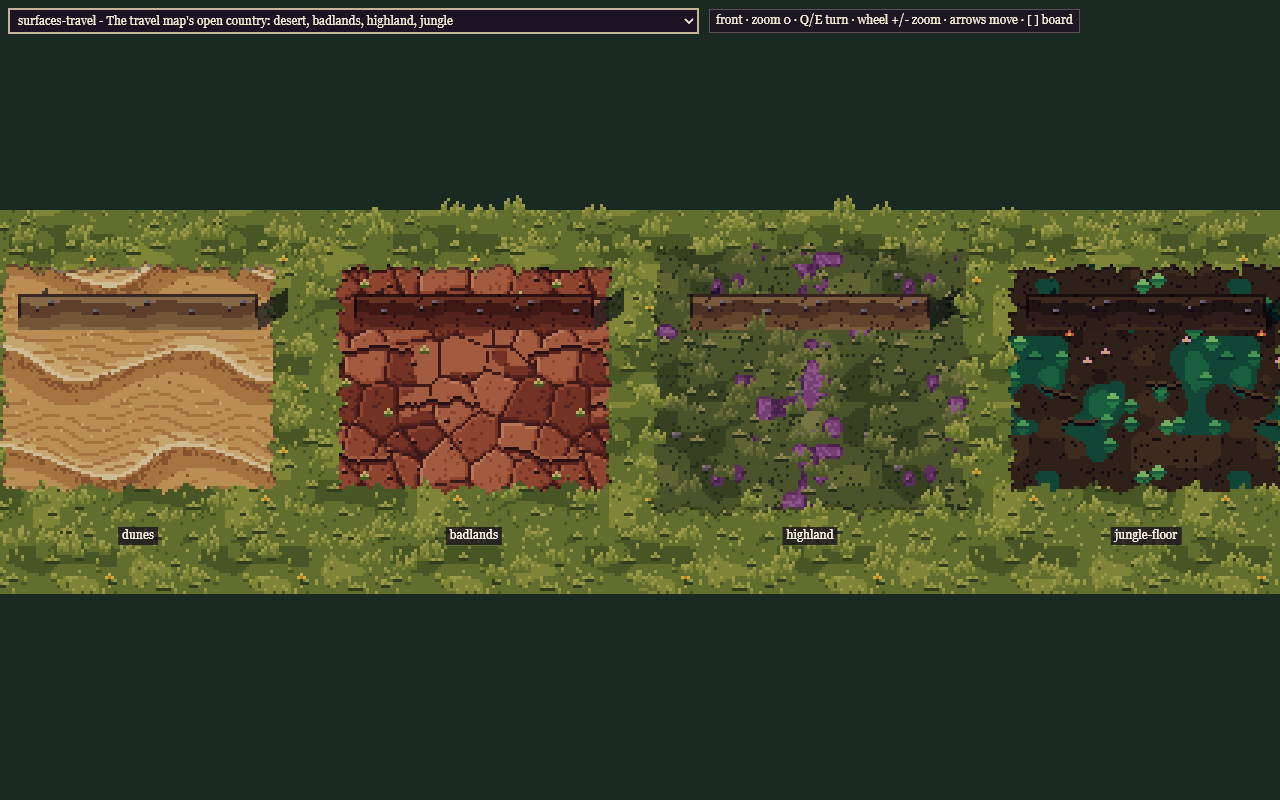 surfaces-travel - The travel map's open country: desert, badlands, highland, jungle
front · zoom 0 · Q/E turn · wheel +/- zoom · arrows move · [ ] board
dunes
badlands
highland
jungle-floor